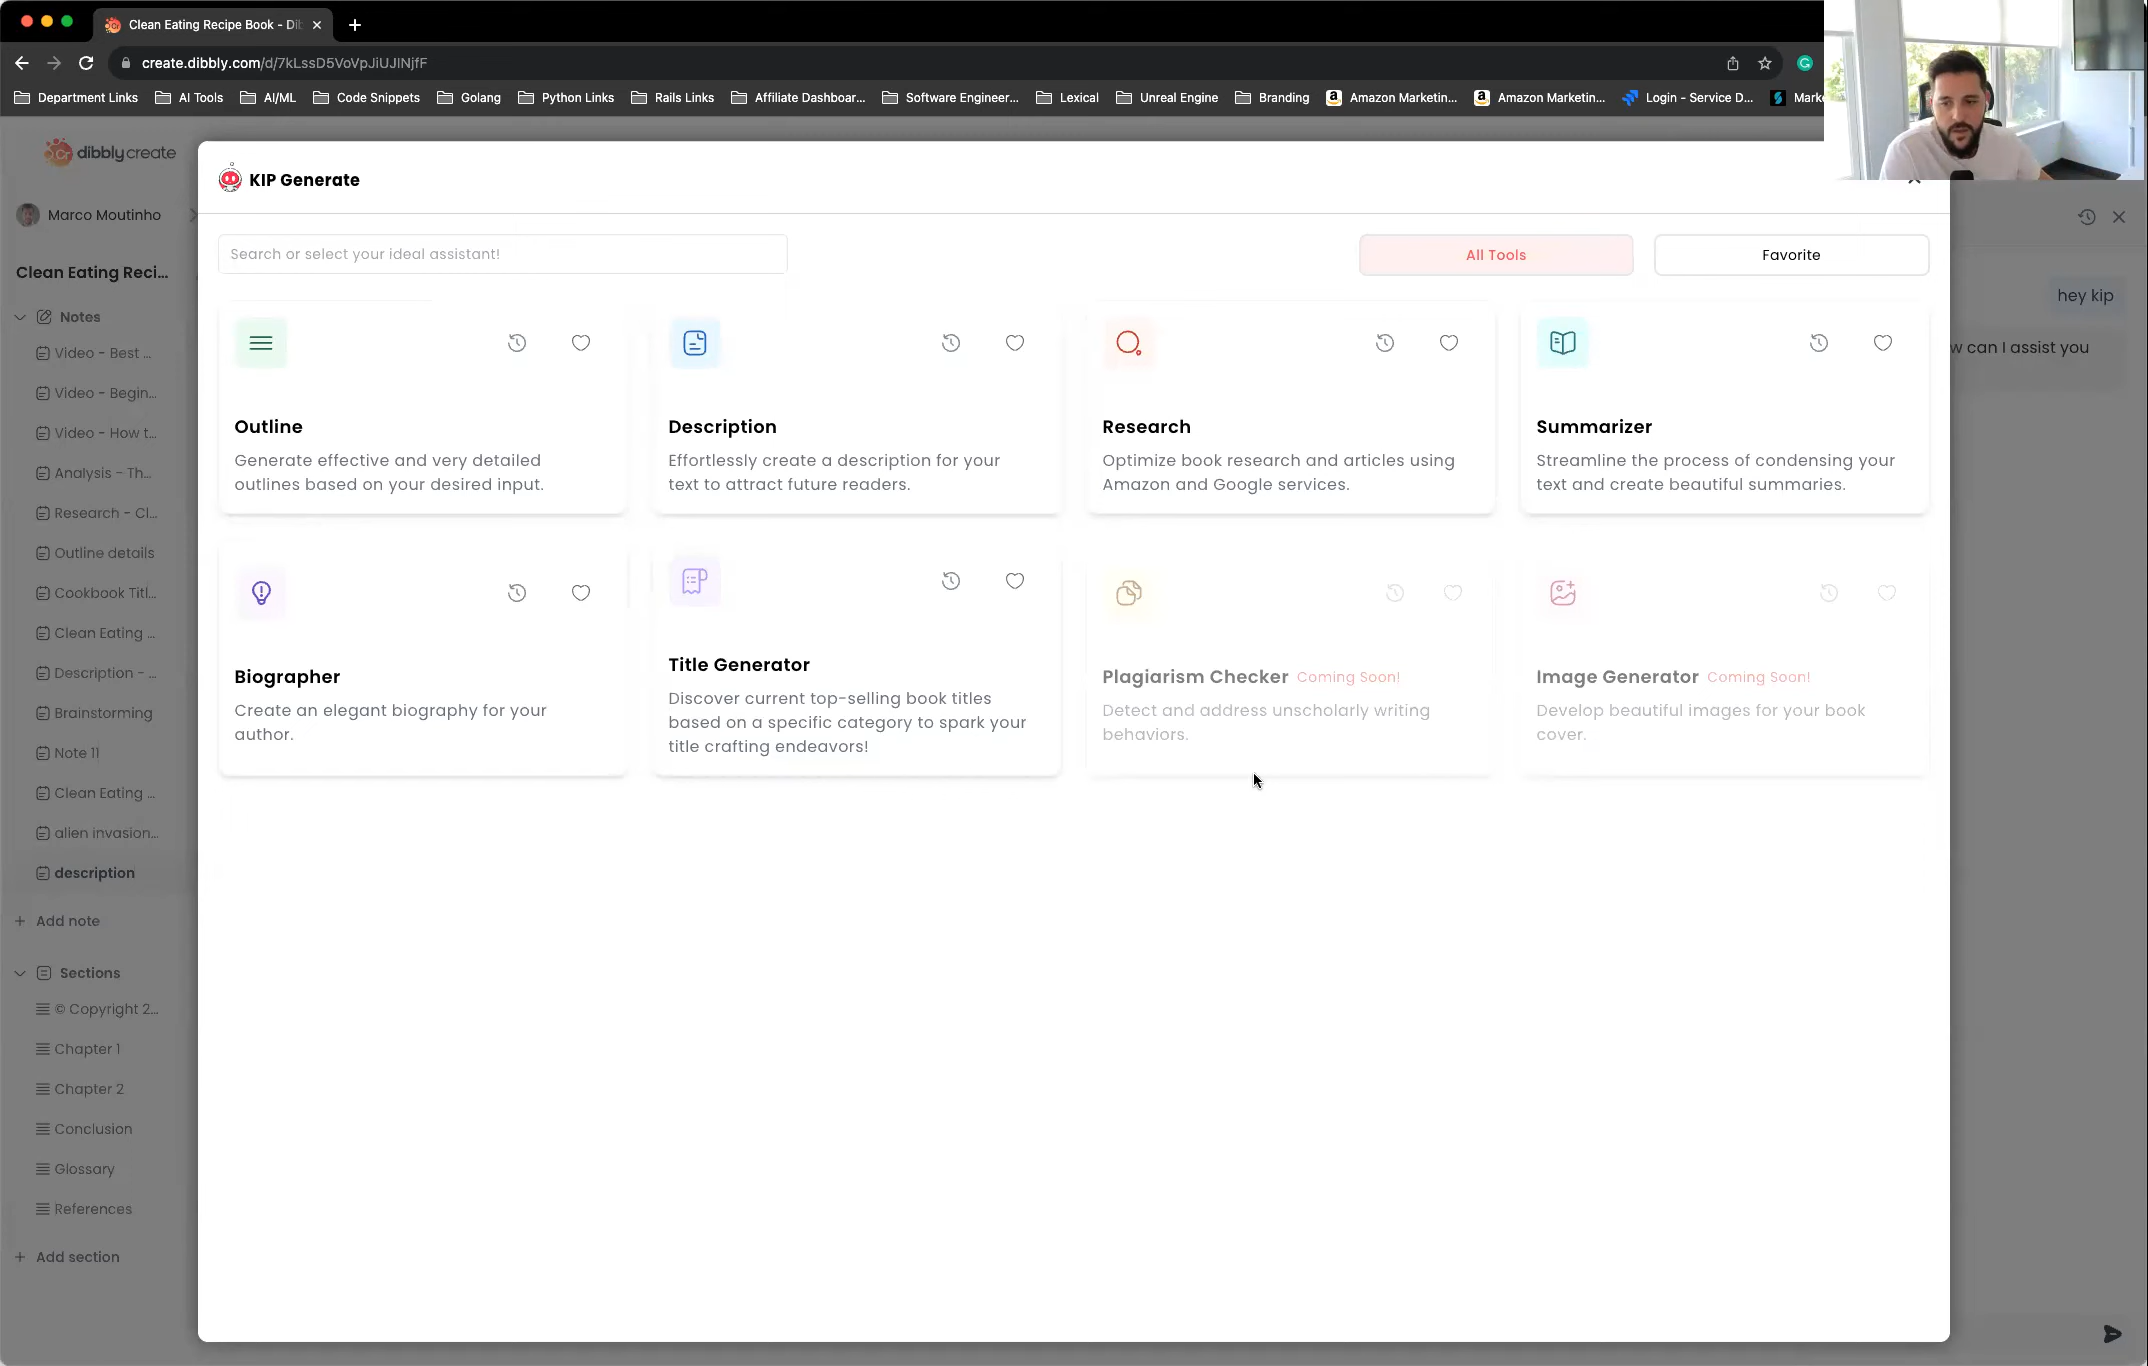 Clean Eating Recipe Book - Dib
create.dibbly.com/d/7kLssD5VoVpJiUJlNjfF
Department Links
AI Tools
AI/ML
Code Snippets
Golang
Python Links
Rails Links
Affiliate Dashboar...
Software Engineer...
Lexical
Unreal Engine
Branding
Amazon Marketin...
Amazon Marketin...
Login - Service D...
Mark
dibblycreate
Marco Moutinho
Clean Eating Reci...
Notes
Video - Best ...
Video - Begin...
Video - How t...
Analysis - Th...
Research - Cl...
Outline details
Cookbook Titl...
Clean Eating ...
Description - ...
Brainstorming
Note 11
Clean Eating ...
alien invasion...
description
Add note
Sections
© Copyright 2...
Chapter 1
Chapter 2
Conclusion
Glossary
References
Add section
KIP Generate
Search or select your ideal assistant!
All Tools
Favorite
Outline
Generate effective and very detailed
outlines based on your desired input.
Description
Effortlessly create a description for your
text to attract future readers.
Research
Optimize book research and articles using
Amazon and Google services.
Summarizer
Streamline the process of condensing your
text and create beautiful summaries.
Biographer
Create an elegant biography for your
author.
Title Generator
Discover current top-selling book titles
based on a specific category to spark your
title crafting endeavors!
Plagiarism Checker Coming Soon!
Detect and address unscholarly writing
behaviors.
Image Generator Coming Soon!
Develop beautiful images for your book
cover.
hey kip
w can I assist you